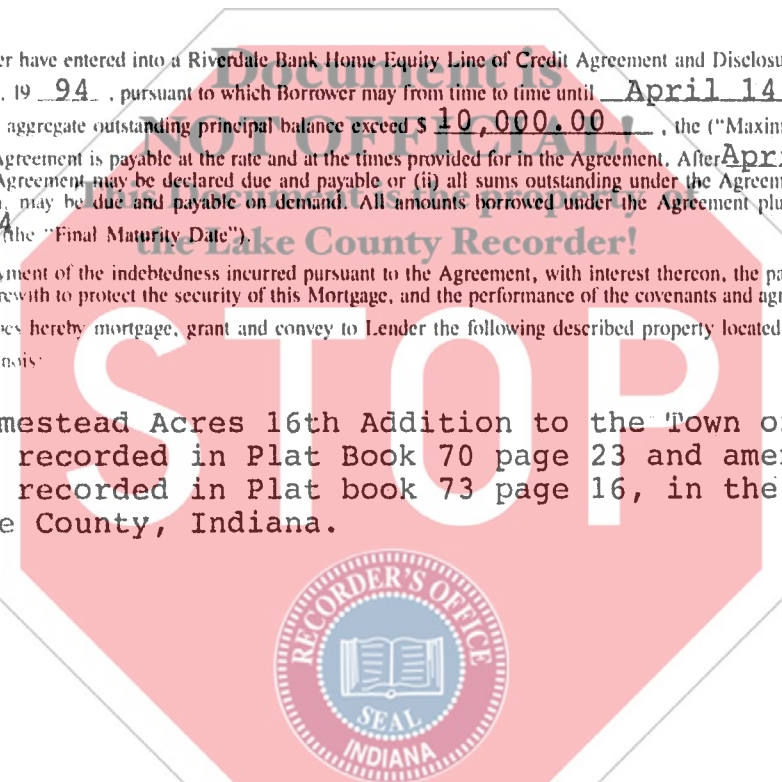 er have entered into a Riverdale Bank Home Equity Line of Credit Agreement and Disclosu
, 19 94 , pursuant to which Borrower may from time to time until April 14
aggregate outstanding principal balance exceed $ 10,000.00 , the ("Maxim
Agreement is payable at the rate and at the times provided for in the Agreement. After Apri
Agreement may be declared due and payable or (ii) all sums outstanding under the Agreem
, may be due and payable on demand. All amounts borrowed under the Agreement plu
4 (the "Final Maturity Date").
yment of the indebtedness incurred pursuant to the Agreement, with interest thereon, the pa
rewith to protect the security of this Mortgage, and the performance of the covenants and agr
oes hereby mortgage, grant and convey to Lender the following described property located
nois:
mestead Acres 16th Addition to the Town o
recorded in Plat Book 70 page 23 and ame
recorded in Plat book 73 page 16, in the
e County, Indiana.
Document is
NOT OFFICIAL!
This Document is the property of
the Lake County Recorder!
STOP
RECORDER'S OFFICE
SEAL
INDIANA